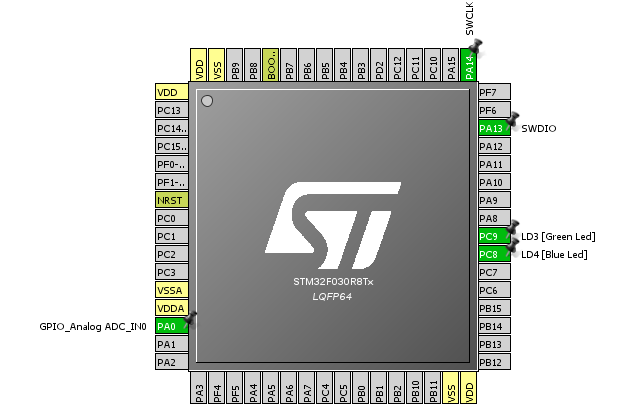 SWCLK
VDD
VSS
PB9
PB8
BOO..
PB7
PB6
PB5
PB4
PB3
PD2
PC12
PC11
PC10
PA15
PA14
VDD
PC13
PC14..
PC15..
PF0-..
PF1-..
NRST
PC0
PC1
PC2
PC3
VSSA
VDDA
GPIO_Analog ADC_IN0
PA0
PA1
PA2
ST
STM32F030R8Tx
LQFP64
PF7
PF6
PA13
SWDIO
PA12
PA11
PA10
PA9
PA8
PC9
LD3 [Green Led]
PC8
LD4 [Blue Led]
PC7
PC6
PB15
PB14
PB13
PB12
PA3
PF4
PF5
PA4
PA5
PA6
PA7
PC4
PC5
PB0
PB1
PB2
PB10
PB11
VSS
VDD